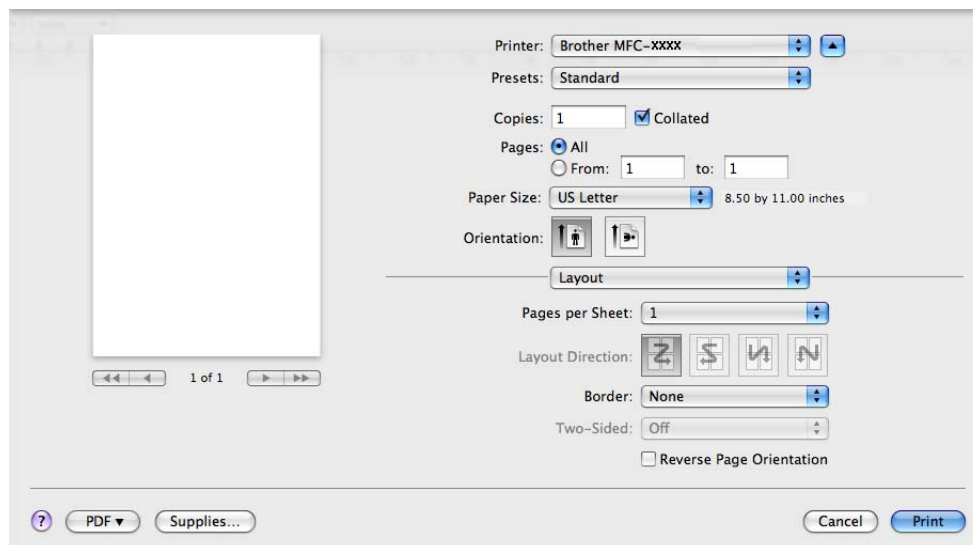 Printer: Brother MFC-XXXX
Presets: Standard
Copies: 1 Collated
Pages: All
From: 1 to: 1
Paper Size: US Letter 8.50 by 11.00 inches
Orientation:
Layout
Pages per Sheet: 1
Layout Direction:
Border: None
Two-Sided: Off
Reverse Page Orientation
1 of 1
? PDF Supplies... Cancel Print